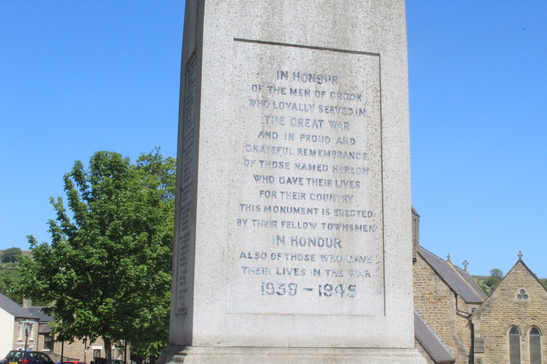 IN HONOUR
OF THE MEN OF CROOK
WHO LOYALLY SERVED IN
THE GREAT WAR
AND IN PROUD AND
GRATEFUL REMEMBRANCE
OF THOSE NAMED HEREON
WHO GAVE THEIR LIVES
FOR THEIR COUNTRY
THIS MONUMENT IS ERECTED
BY THEIR FELLOW TOWNSMEN
IN HONOUR
ALSO OF THOSE WHO GAVE
THEIR LIVES IN THE WAR
1939-1945